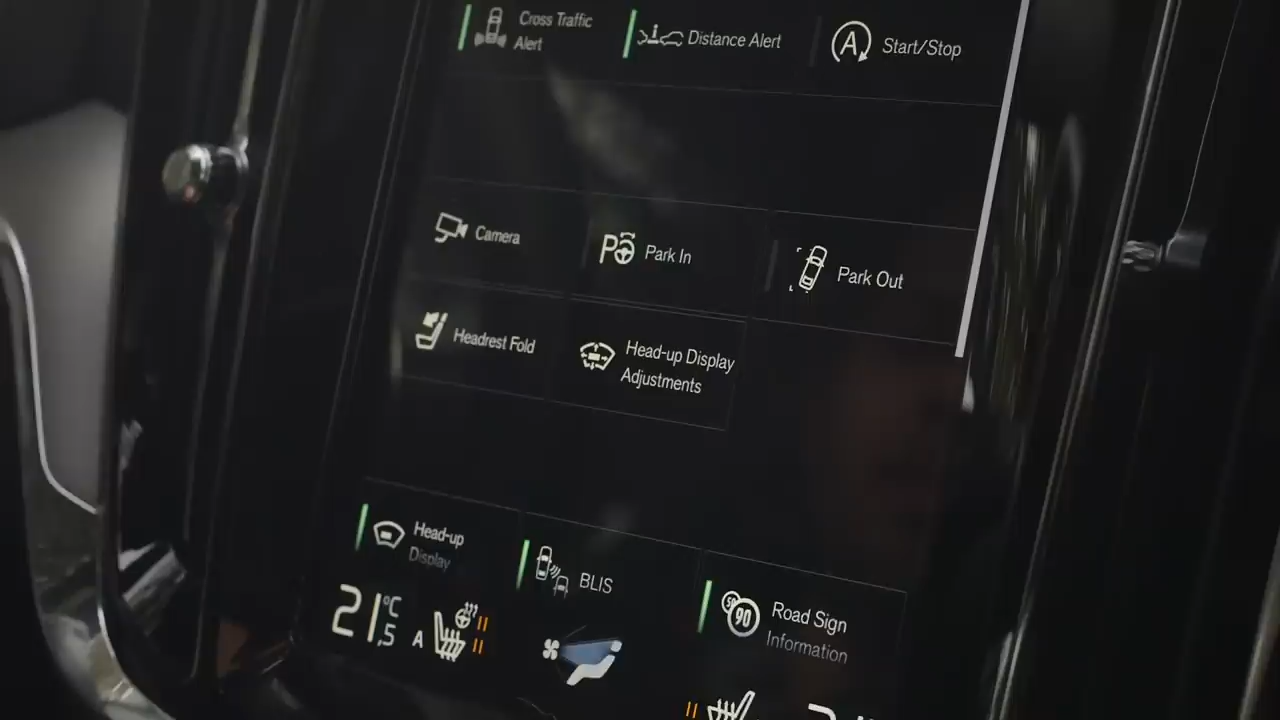 Cross Traffic
Alert
Distance Alert
A
Start/Stop
Camera
P
Park In
Park Out
Headrest Fold
Head-up Display
Adjustments
Head-up
Display
BLIS
50
90
Road Sign
Information
21,5 °C
A